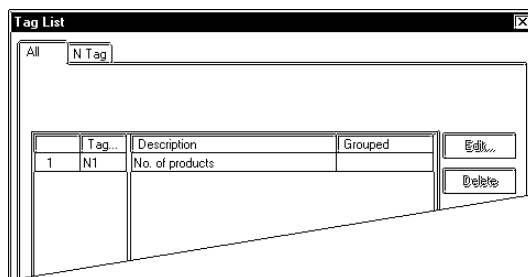 Tag List
All
N Tag
Tag... Description Grouped
1 N1 No. of products
Edit...
Delete